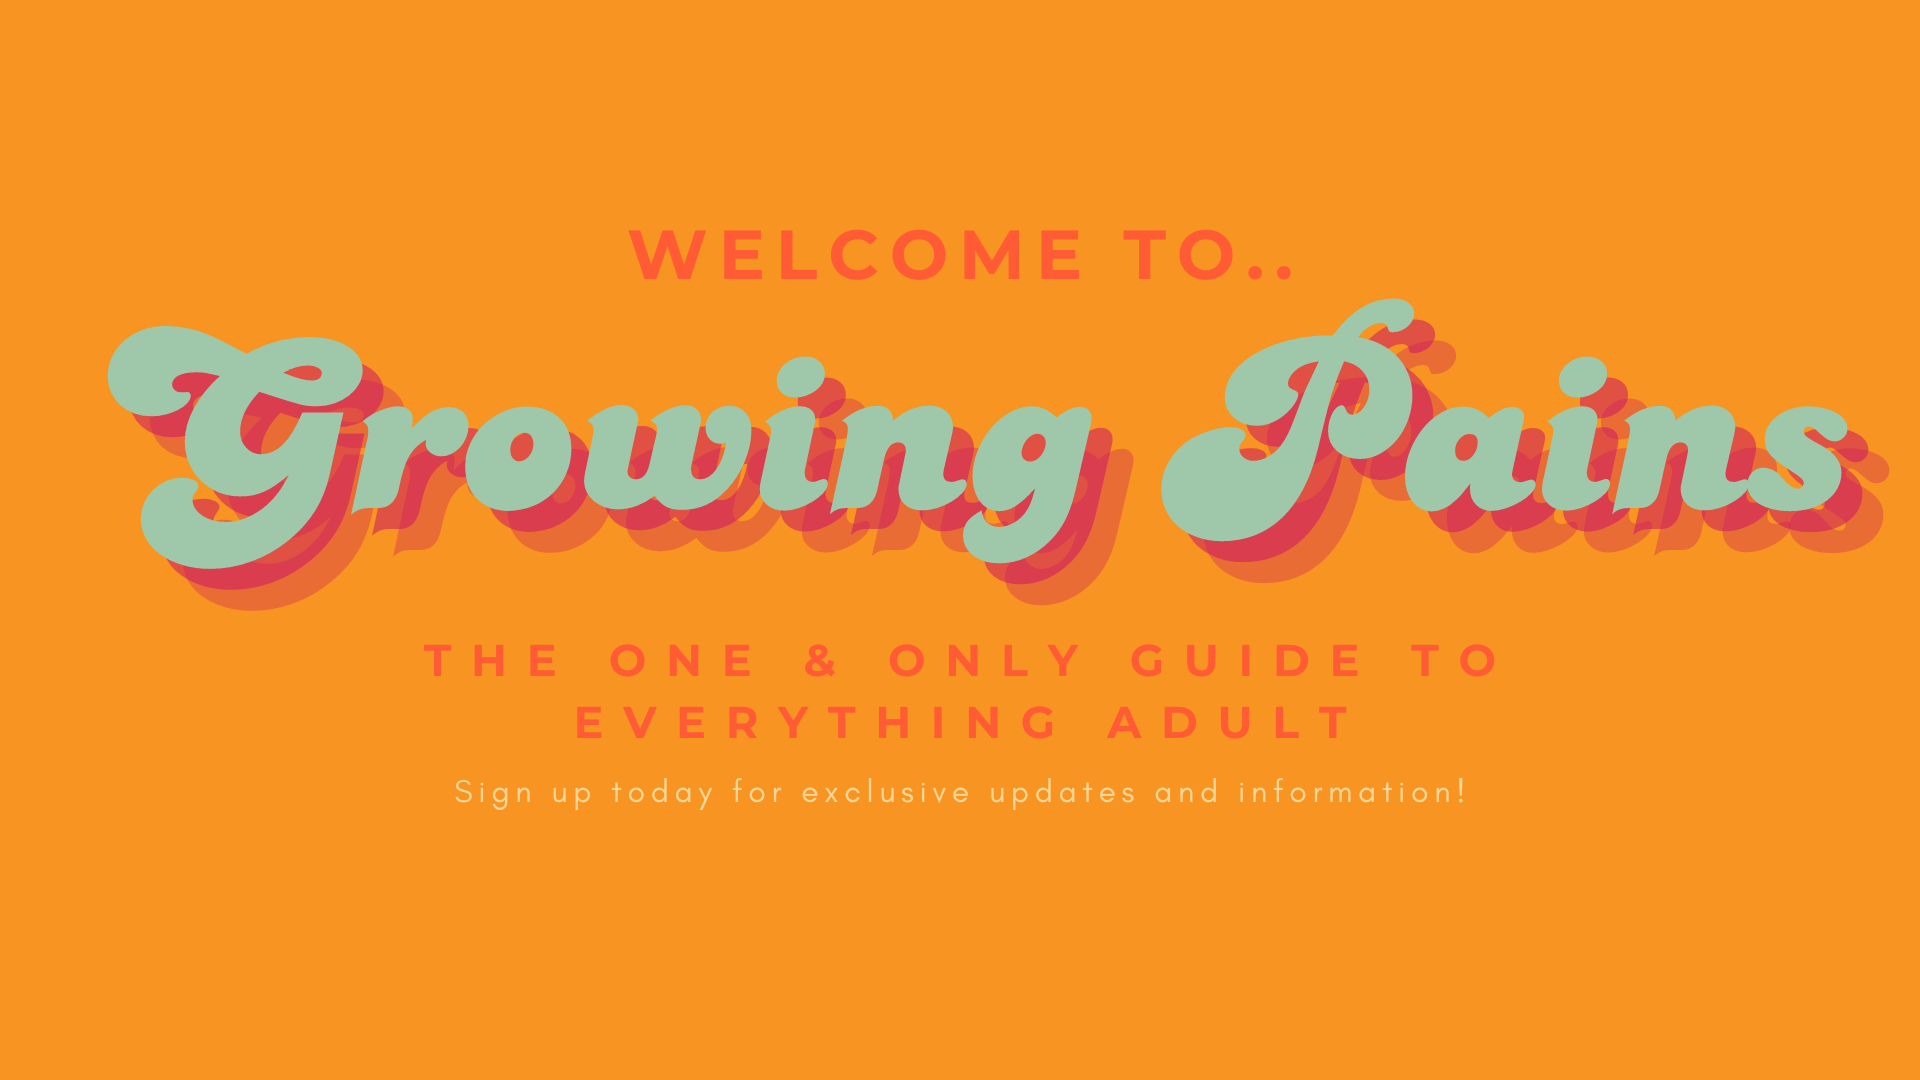 WELCOME TO..
Growing Pains
THE ONE & ONLY GUIDE TO
EVERYTHING ADULT
Sign up today for exclusive updates and information!